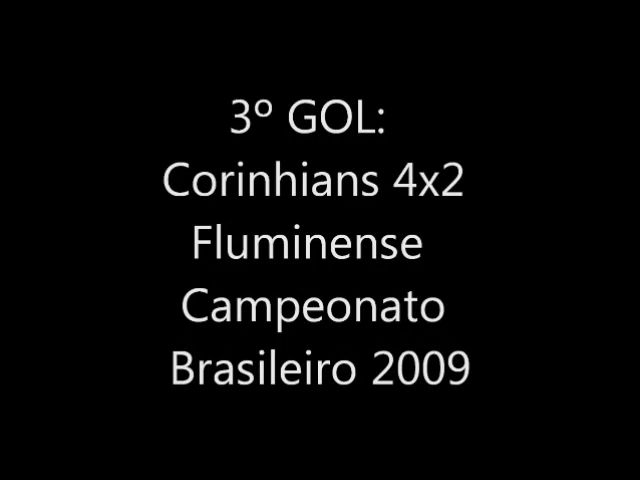 3º GOL:
Corinhians 4x2
Fluminense
Campeonato
Brasileiro 2009